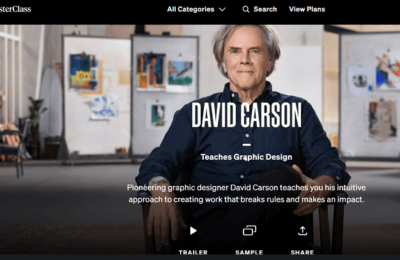 sterClass
All Categories
Search
View Plans
DAVID CARSON
Teaches Graphic Design
Pioneering graphic designer David Carson teaches you his intuitive
approach to creating work that breaks rules and makes an impact.
TRAILER
SAMPLE
SHARE